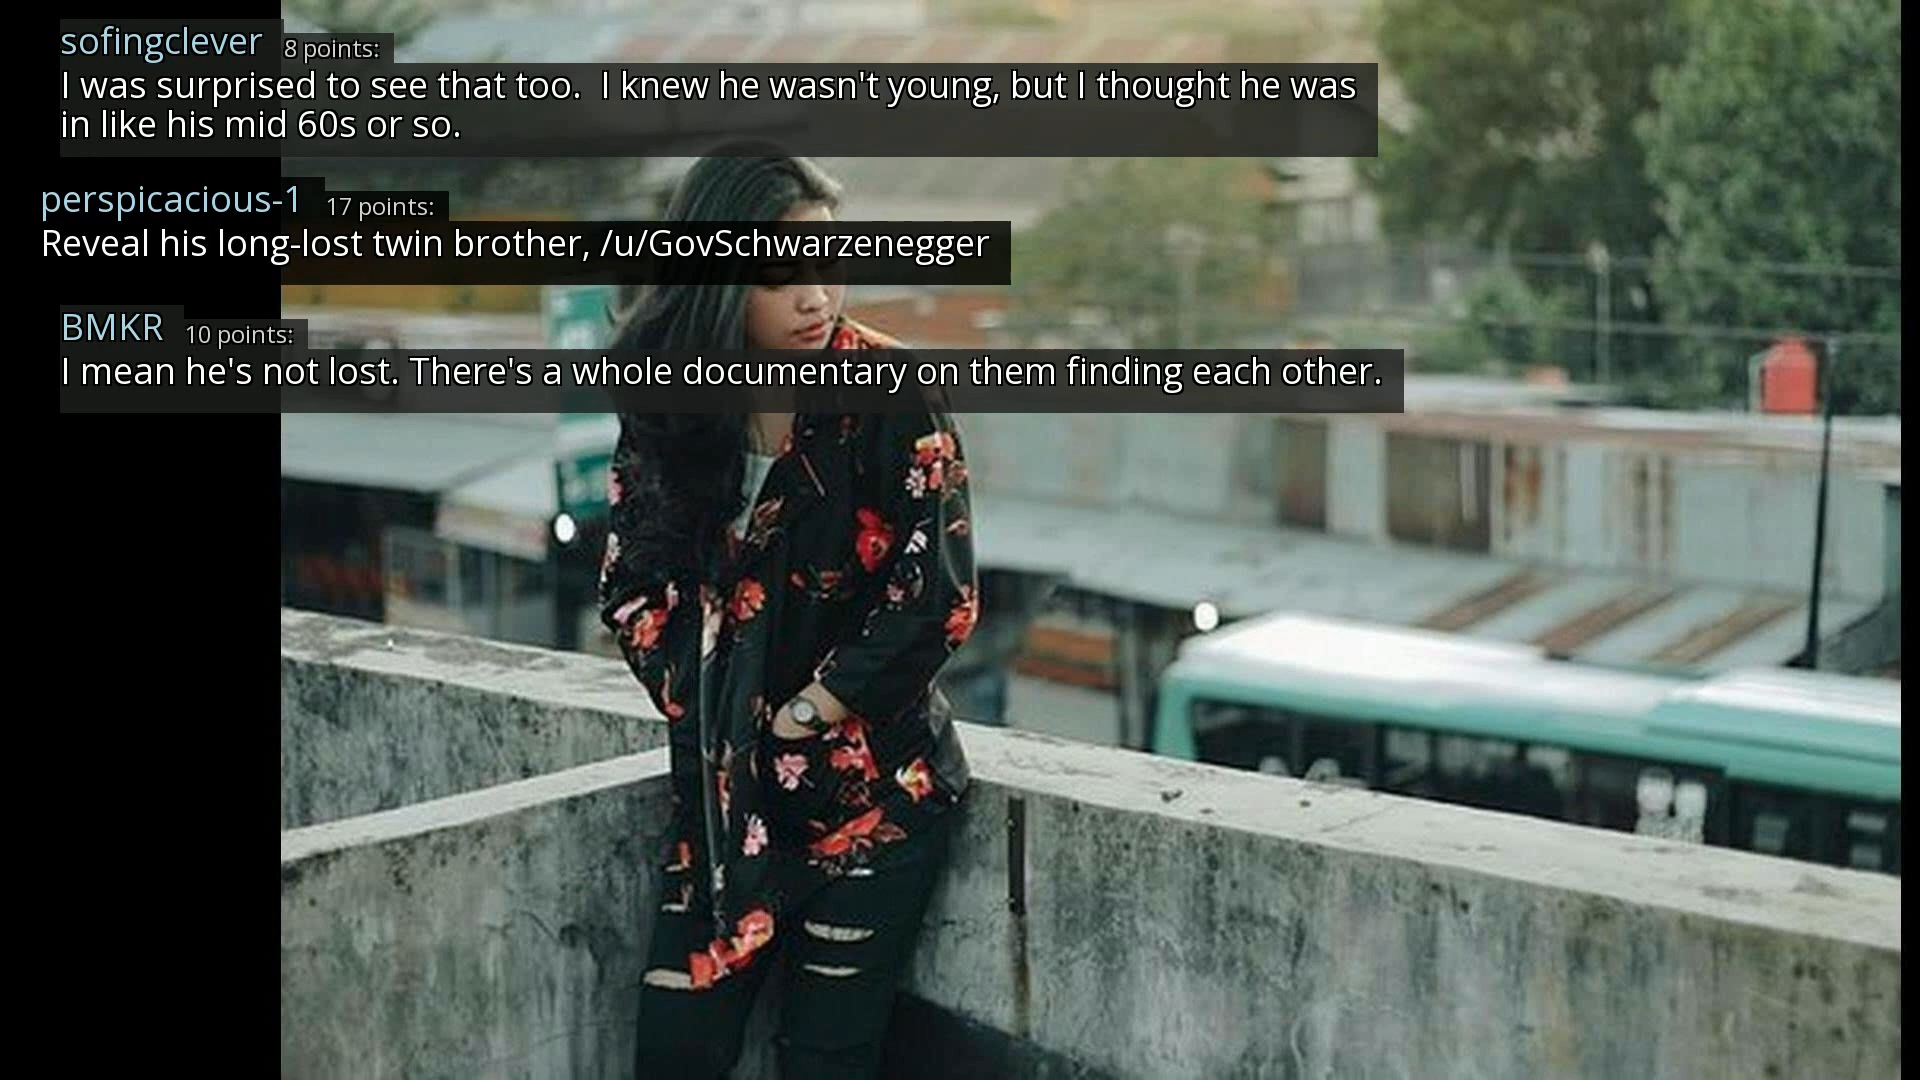 sofingclever 8 points:
I was surprised to see that too.  I knew he wasn't young, but I thought he was
in like his mid 60s or so.
perspicacious-1 17 points:
Reveal his long-lost twin brother, /u/GovSchwarzenegger
BMKR 10 points:
I mean he's not lost. There's a whole documentary on them finding each other.